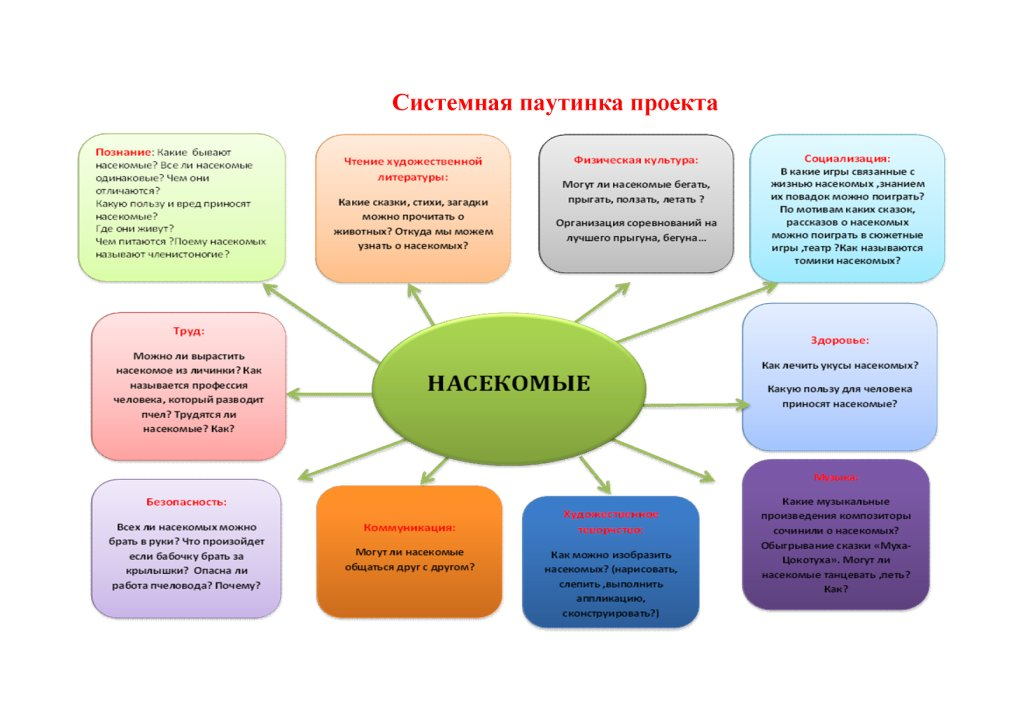 Системная паутинка проекта
Познание: Какие бывают
насекомые? Все ли насекомые
одинаковые? Чем они
отличаются?
Какую пользу и вред приносят
насекомые?
Где они живут?
Чем питаются ?Поему насекомых
называют членистоногие?
Чтение художественной
литературы:
Какие сказки, стихи, загадки
можно прочитать о
животных? Откуда мы можем
узнать о насекомых?
Физическая культура:
Могут ли насекомые бегать,
прыгать, ползать, летать ?
Организация соревнований на
лучшего прыгуна, бегуна...
Социализация:
В какие игры связанные с
жизнью насекомых ,знанием
их повадок можно поиграть?
По мотивам каких сказок,
рассказов о насекомых
можно поиграть в сюжетные
игры ,театр ?Как называются
томики насекомых?
Труд:
Можно ли вырастить
насекомое из личинки? Как
называется профессия
человека, который разводит
пчел? Трудятся ли
насекомые? Как?
НАСЕКОМЫЕ
Здоровье:
Как лечить укусы насекомых?
Какую пользу для человека
приносят насекомые?
Безопасность:
Всех ли насекомых можно
брать в руки? Что произойдет
если бабочку брать за
крылышки? Опасна ли
работа пчеловода? Почему?
Коммуникация:
Могут ли насекомые
общаться друг с другом?
Художественное
творчество:
Как можно изобразить
насекомых? (нарисовать,
слепить ,выполнить
аппликацию,
сконструировать?)
Музыка:
Какие музыкальные
произведения композиторы
сочинили о насекомых?
Обыгрывание сказки «Муха-
Цокотуха». Могут ли
насекомые танцевать ,петь?
Как?